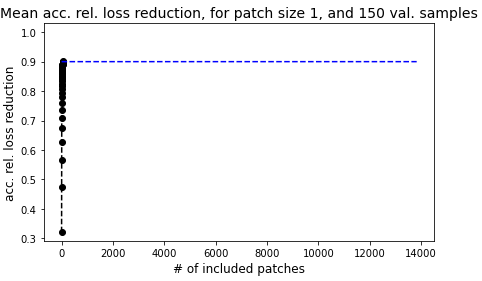 Mean acc. rel. loss reduction, for patch size 1, and 150 val. samples
1.0
0.9
0.8
0.7
0.6
0.5
0.4
0.3
acc. rel. loss reduction
0 2000 4000 6000 8000 10000 12000 14000
# of included patches